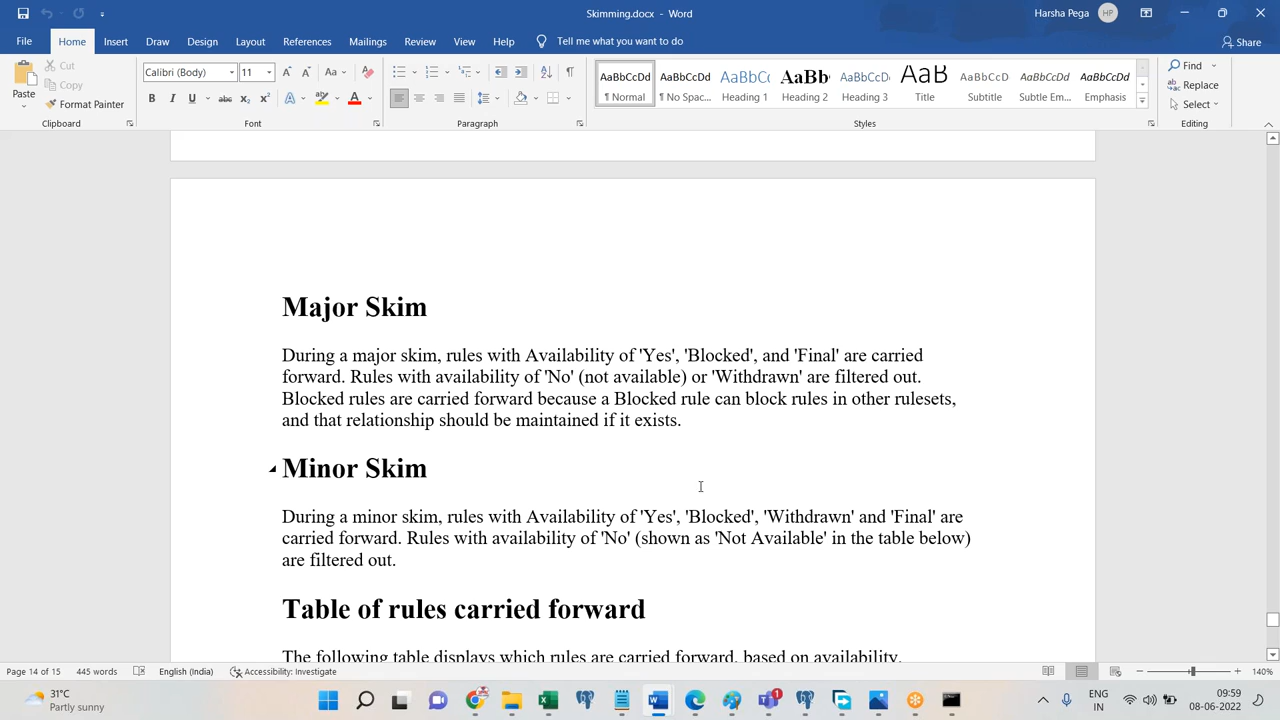 Skimming.docx - Word
Harsha Pega HP
File Home Insert Draw Design Layout References Mailings Review View Help Tell me what you want to do
Share
Paste
Cut
Copy
Format Painter
Clipboard
Calibri (Body) 11
Font
Paragraph
AaBbCcDd AaBbCcDd AaBbCc AaBbCc AaBbCcD AaB AaBbCcD AaBbCcDd AaBbCcDd
¶ Normal ¶ No Spac... Heading 1 Heading 2 Heading 3 Title Subtitle Subtle Em... Emphasis
Styles
Find
Replace
Select
Editing
Major Skim
During a major skim, rules with Availability of 'Yes', 'Blocked', and 'Final' are carried
forward. Rules with availability of 'No' (not available) or 'Withdrawn' are filtered out.
Blocked rules are carried forward because a Blocked rule can block rules in other rulesets,
and that relationship should be maintained if it exists.
Minor Skim
During a minor skim, rules with Availability of 'Yes', 'Blocked', 'Withdrawn' and 'Final' are
carried forward. Rules with availability of 'No' (shown as 'Not Available' in the table below)
are filtered out.
Table of rules carried forward
The following table displays which rules are carried forward, based on availability.
Page 14 of 15 445 words English (India) Accessibility: Investigate 140%
31°C
Partly sunny
ENG
IN
09:59
08-06-2022